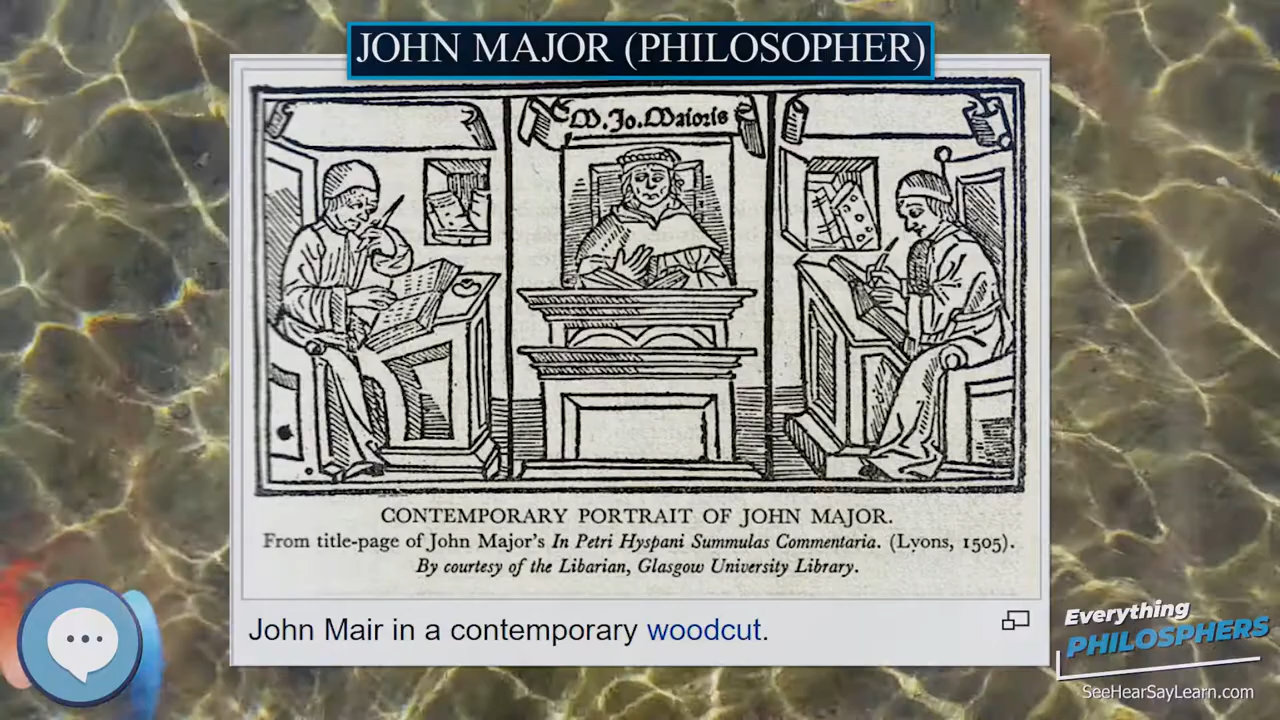 JOHN MAJOR (PHILOSOPHER)
M.Jo.Maioris
CONTEMPORARY PORTRAIT OF JOHN MAJOR.
From title-page of John Major's In Petri Hyspani Summulas Commentaria. (Lyons, 1505).
By courtesy of the Libarian, Glasgow University Library.
John Mair in a contemporary woodcut.
Everything
PHILOSPHERS
SeeHearSayLearn.com